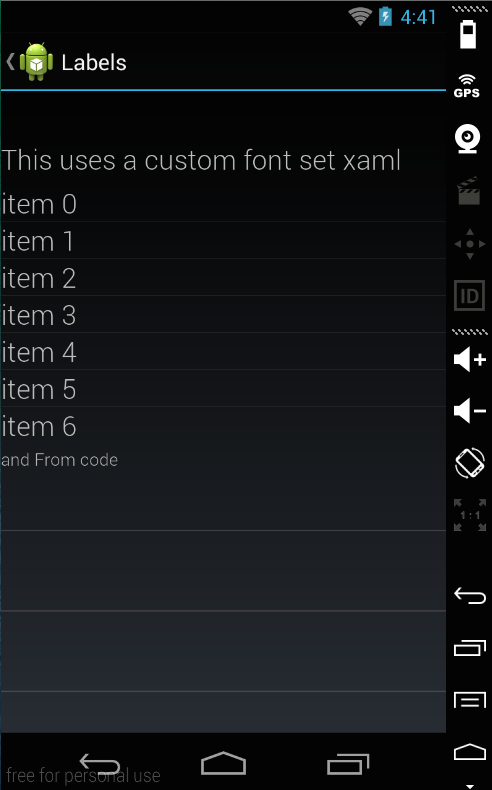 4:41
Labels
GPS
This uses a custom font set xaml
item 0
item 1
item 2
ID
item 3
item 4
item 5
item 6
and From code
1:1
free for personal use